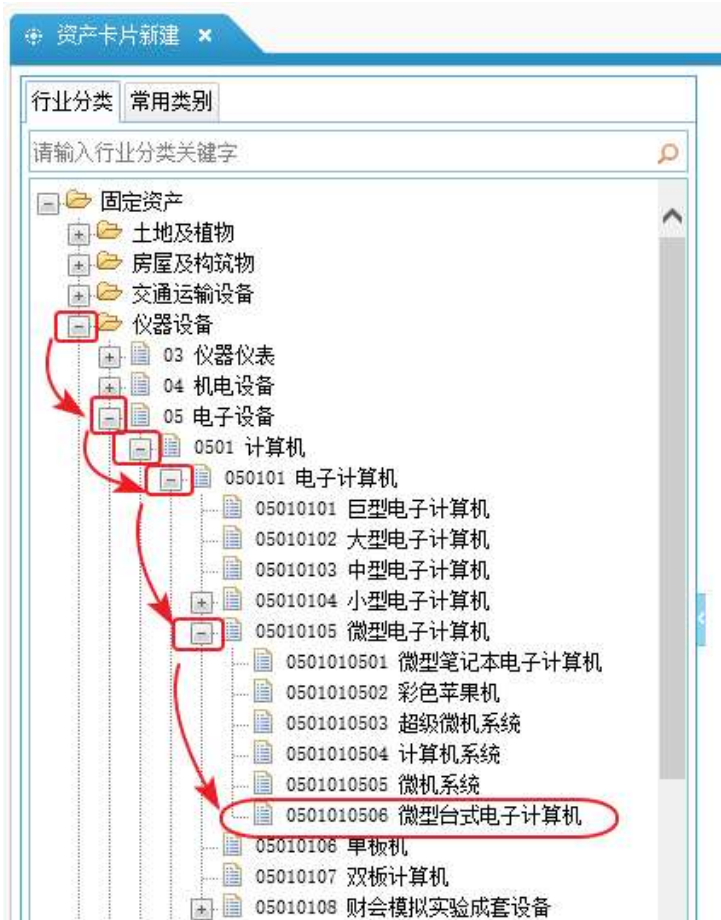 资产卡片新建
行业分类 常用类别
请输入行业分类关键字
固定资产
土地及植物
房屋及构筑物
交通运输设备
仪器设备
03 仪器仪表
04 机电设备
05 电子设备
0501 计算机
050101 电子计算机
05010101 巨型电子计算机
05010102 大型电子计算机
05010103 中型电子计算机
05010104 小型电子计算机
05010105 微型电子计算机
0501010501 微型笔记本电子计算机
0501010502 彩色苹果机
0501010503 超级微机系统
0501010504 计算机系统
0501010505 微机系统
0501010506 微型台式电子计算机
05010106 单板机
05010107 双板计算机
05010108 财会模拟实验成套设备